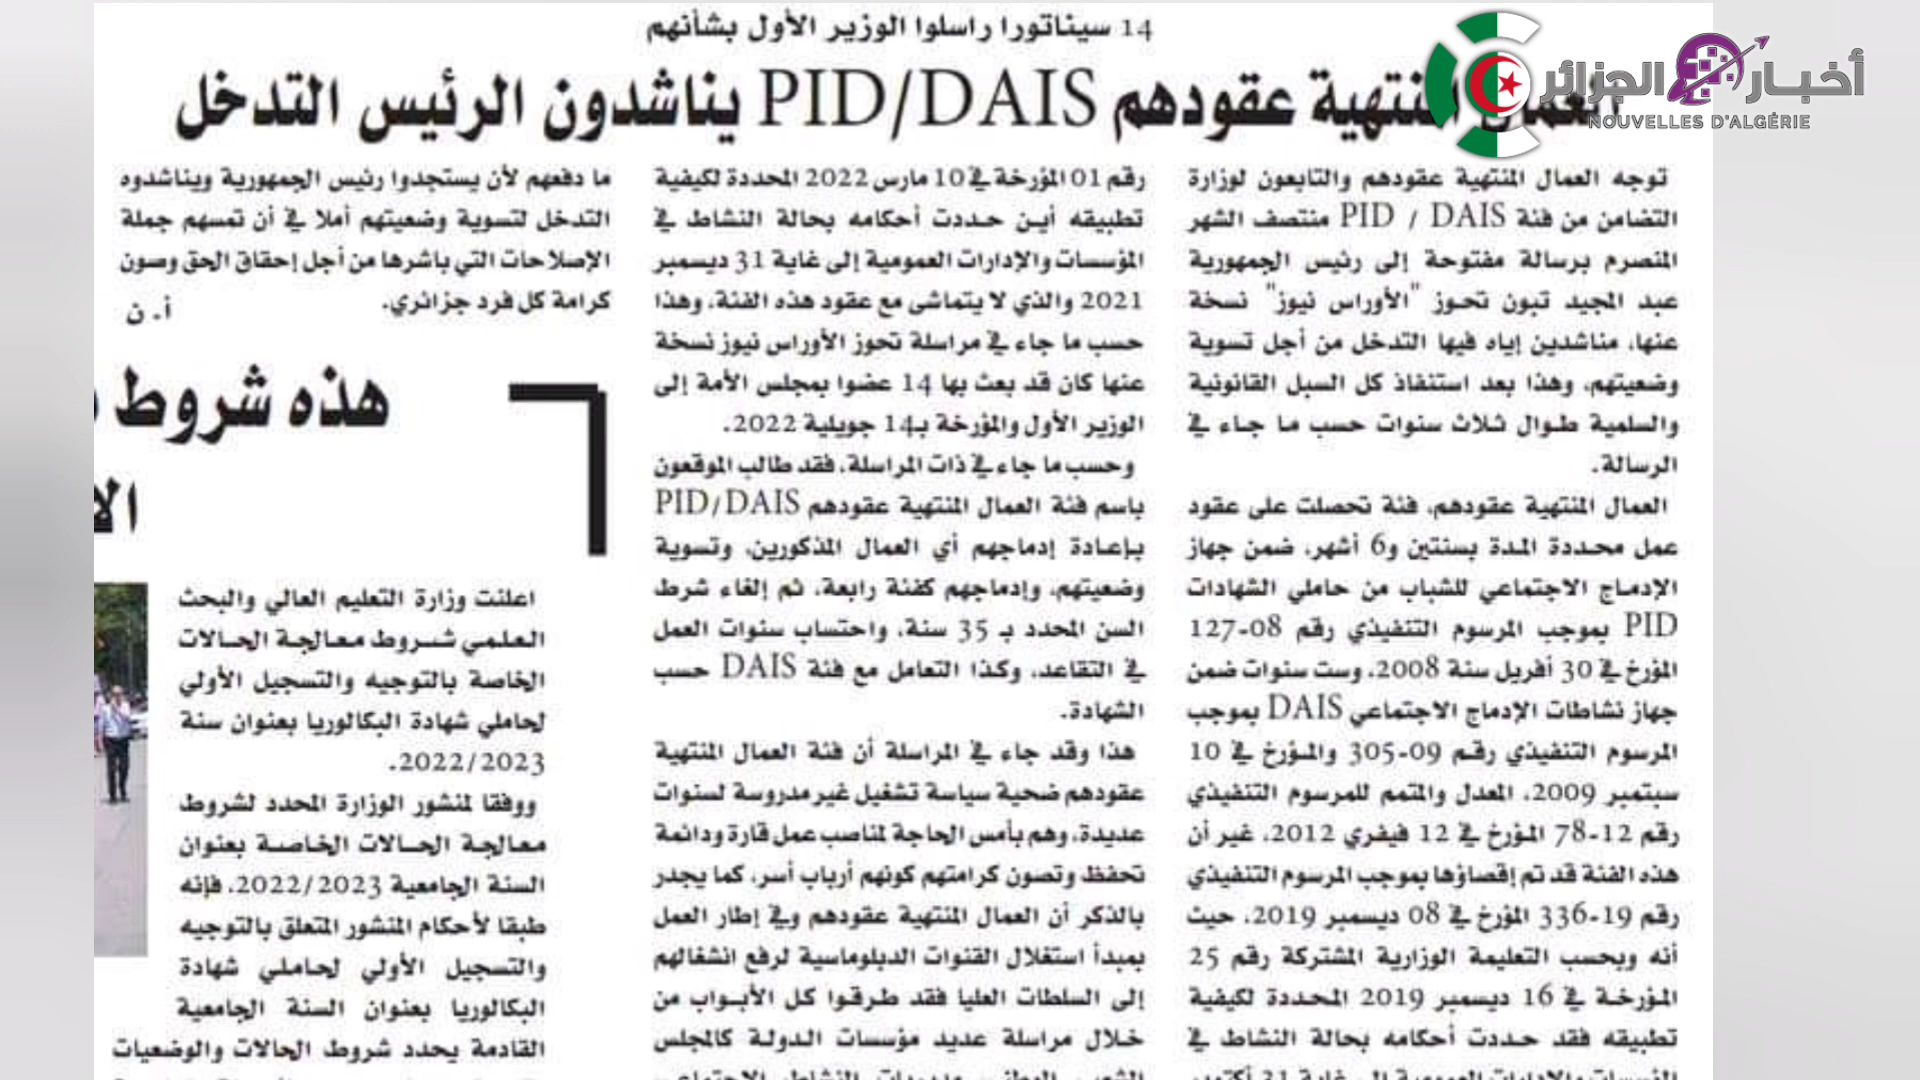 14 سيناتورا راسلوا الوزير الأول بشأنهم
العمال المنتهية عقودهم PID/DAIS يناشدون الرئيس التدخل
أخبار الجزائر
NOUVELLES D'ALGÉRIE
توجه العمال المنتهية عقودهم والتابعون لوزارة
التضامن من فئة PID / DAIS منتصف الشهر
المنصرم برسالة مفتوحة إلى رئيس الجمهورية
عبد المجيد تبون تحوز "الأوراس نيوز" نسخة
عنها، مناشدين إياه فيها التدخل من أجل تسوية
وضعيتهم، وهذا بعد استنفاذ كل السبل القانونية
والسلمية طوال ثلاث سنوات حسب ما جاء في
الرسالة.
العمال المنتهية عقودهم، فئة تحصلت على عقود
عمل محددة المدة بسنتين و6 أشهر، ضمن جهاز
الإدماج الاجتماعي للشباب من حاملي الشهادات
PID بموجب المرسوم التنفيذي رقم 08-127
المؤرخ في 30 أفريل سنة 2008، وست سنوات ضمن
جهاز نشاطات الإدماج الاجتماعي DAIS بموجب
المرسوم التنفيذي رقم 09-305 والمؤرخ في 10
سبتمبر 2009، المعدل والمتمم للمرسوم التنفيذي
رقم 12-78 المؤرخ في 12 فيفري 2012، غير أن
هذه الفئة قد تم إقصاؤها بموجب المرسوم التنفيذي
رقم 19-336 المؤرخ في 08 ديسمبر 2019، حيث
أنه وبحسب التعليمة الوزارية المشتركة رقم 25
المؤرخة في 16 ديسمبر 2019 المحددة لكيفية
تطبيقه فقد حددت أحكامه بحالة النشاط في
المؤسسات والإدارات العمومية إلى غاية 31 أكتوبر
رقم 01 المؤرخة في 10 مارس 2022 المحددة لكيفية
تطبيقه أين حددت أحكامه بحالة النشاط في
المؤسسات والإدارات العمومية إلى غاية 31 ديسمبر
2021 والذي لا يتماشى مع عقود هذه الفئة، وهذا
حسب ما جاء في مراسلة تحوز الأوراس نيوز نسخة
عنها كان قد بعث بها 14 عضوا بمجلس الأمة إلى
الوزير الأول والمؤرخة بـ14 جويلية 2022.
وحسب ما جاء في ذات المراسلة، فقد طالب الموقعون
باسم فئة العمال المنتهية عقودهم PID/DAIS
بإعادة إدماجهم أي العمال المذكورين، وتسوية
وضعيتهم، وإدماجهم كفئة رابعة، ثم إلغاء شرط
السن المحدد بـ 35 سنة، واحتساب سنوات العمل
في التقاعد، وكذا التعامل مع فئة DAIS حسب
الشهادة.
هذا وقد جاء في المراسلة أن فئة العمال المنتهية
عقودهم ضحية سياسة تشغيل غير مدروسة لسنوات
عديدة، وهم بأمس الحاجة لمناصب عمل قارة ودائمة
تحفظ وتصون كرامتهم كونهم أرباب أسر، كما يجدر
بالذكر أن العمال المنتهية عقودهم وفي إطار العمل
بمبدأ استغلال القنوات الدبلوماسية لرفع انشغالهم
إلى السلطات العليا فقد طرقوا كل الأبواب من
خلال مراسلة عديد مؤسسات الدولة كالمجلس
ما دفعهم لأن يستجدوا رئيس الجمهورية ويناشدوه
التدخل لتسوية وضعيتهم أملا في أن تمسهم جملة
الإصلاحات التي باشرها من أجل إحقاق الحق وصون
كرامة كل فرد جزائري.
أ. ن
هذه شروط
اعلنت وزارة التعليم العالي والبحث
العلمي شروط معالجة الحالات
الخاصة بالتوجيه والتسجيل الأولي
لحاملي شهادة البكالوريا بعنوان سنة
2022/2023.
ووفقا لمنشور الوزارة المحدد لشروط
معالجة الحالات الخاصة بعنوان
السنة الجامعية 2022/2023، فإنه
طبقا لأحكام المنشور المتعلق بالتوجيه
والتسجيل الأولي لحاملي شهادة
البكالوريا بعنوان السنة الجامعية
القادمة يحدد شروط الحالات والوضعيات